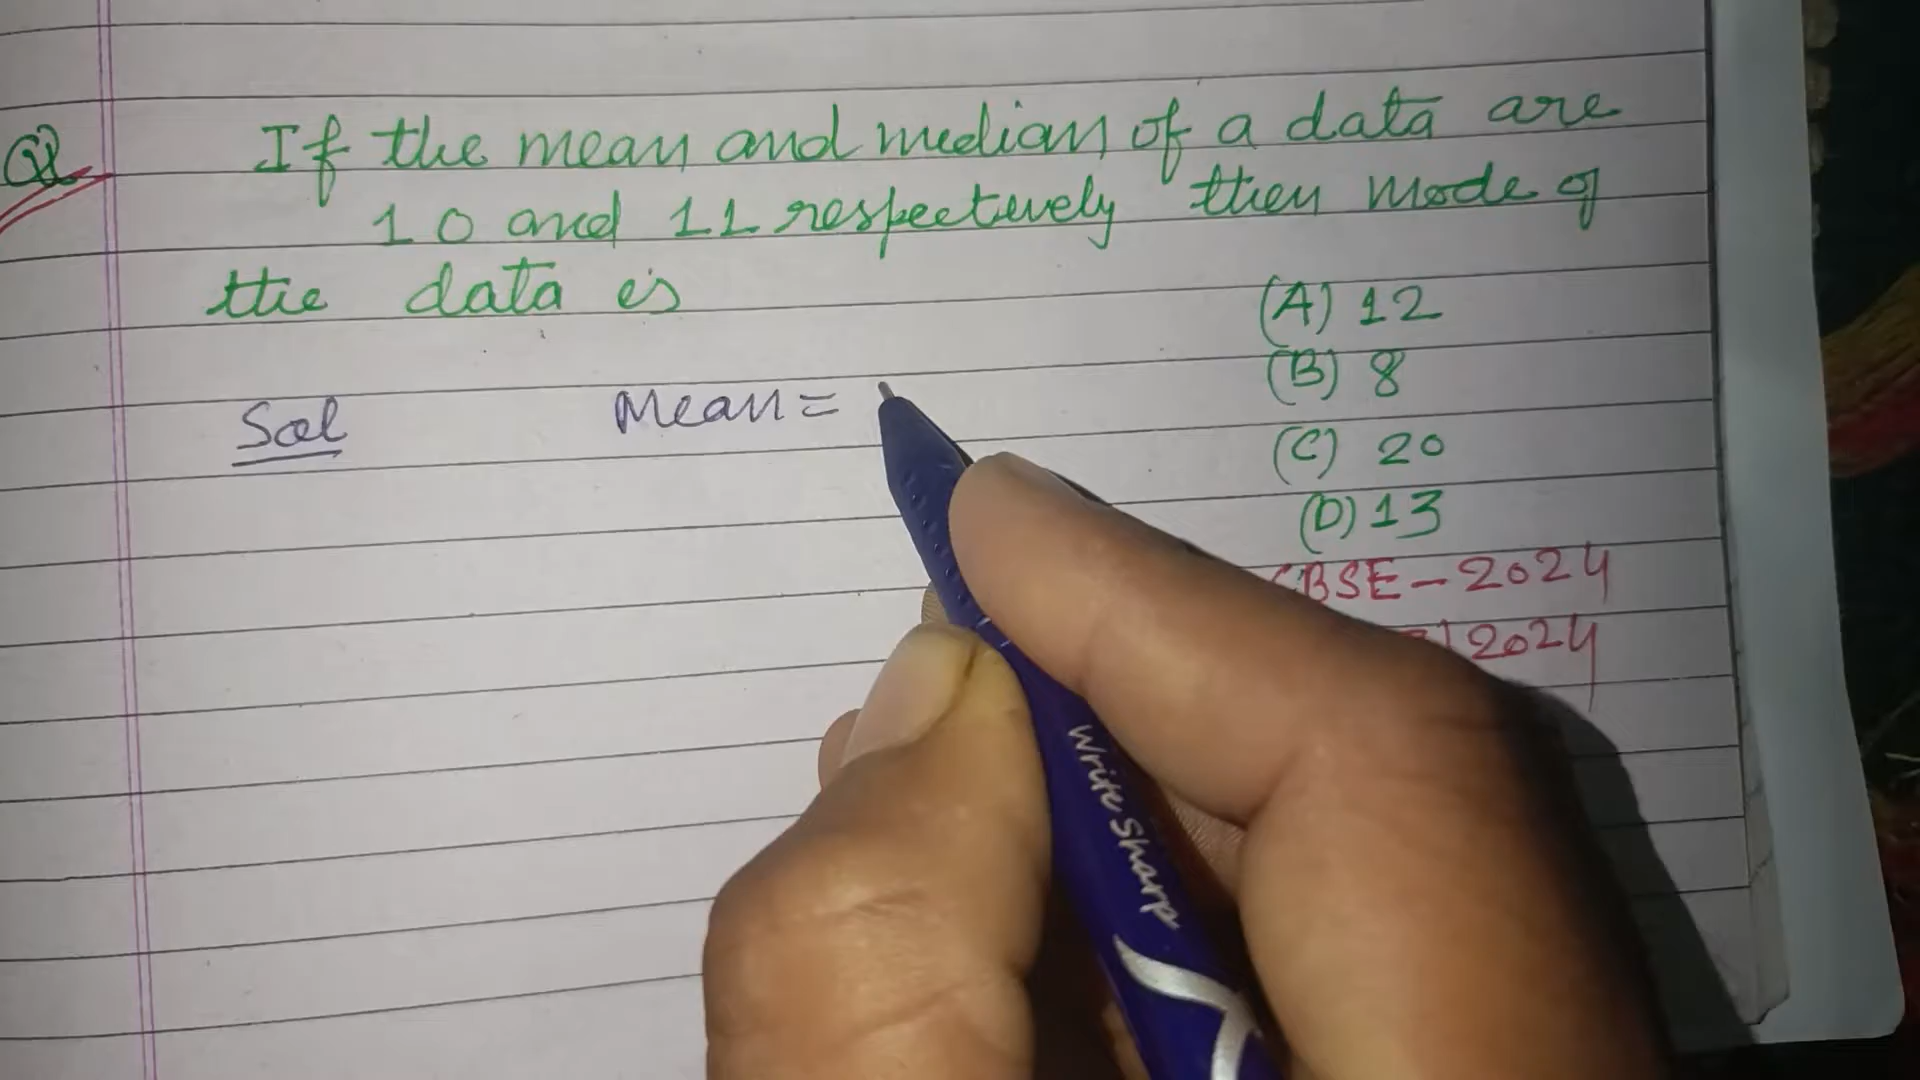 Q2 If the mean and median of a data are
10 and 11 respectively then Mode of
the data is
(A) 12
(B) 8
Sol Mean =
(C) 20
(D) 13
CBSE - 2024
2024
Write Sharp